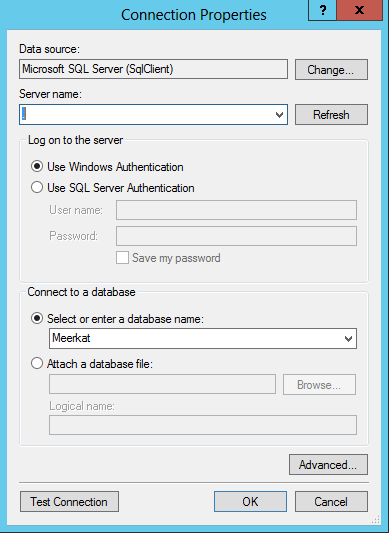 Connection Properties
? x
Data source:
Microsoft SQL Server (SqlClient)
Change...
Server name:
.
Refresh
Log on to the server
Use Windows Authentication
Use SQL Server Authentication
User name:
Password:
Save my password
Connect to a database
Select or enter a database name:
Meerkat
Attach a database file:
Browse...
Logical name:
Advanced...
Test Connection
OK
Cancel